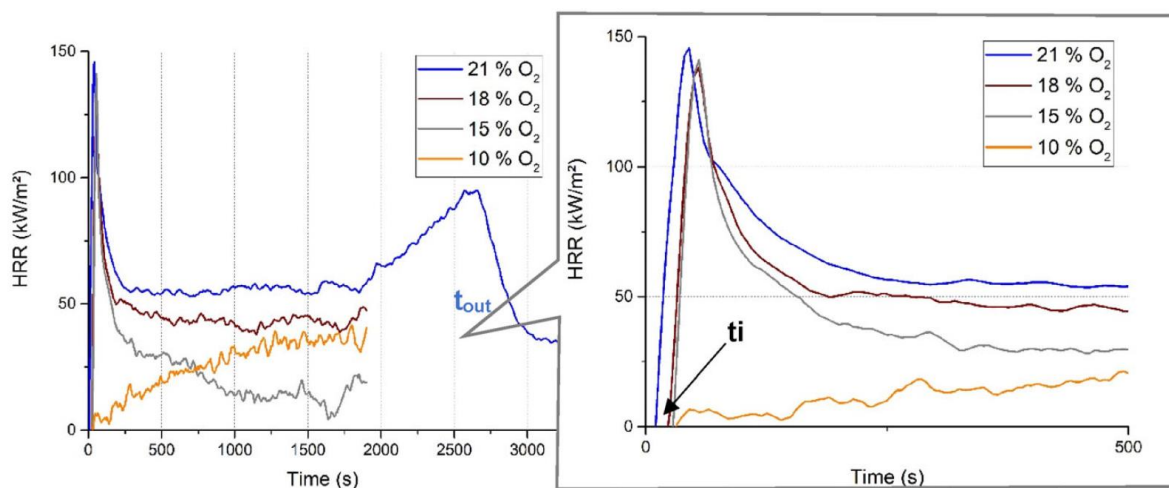 150
100
50
0
HRR (kW/m²)
0 500 1000 1500 2000 2500 3000
Time (s)
21 % O₂
18 % O₂
15 % O₂
10 % O₂
tout
150
100
50
0
HRR (kW/m²)
0
500
Time (s)
21 % O₂
18 % O₂
15 % O₂
10 % O₂
ti